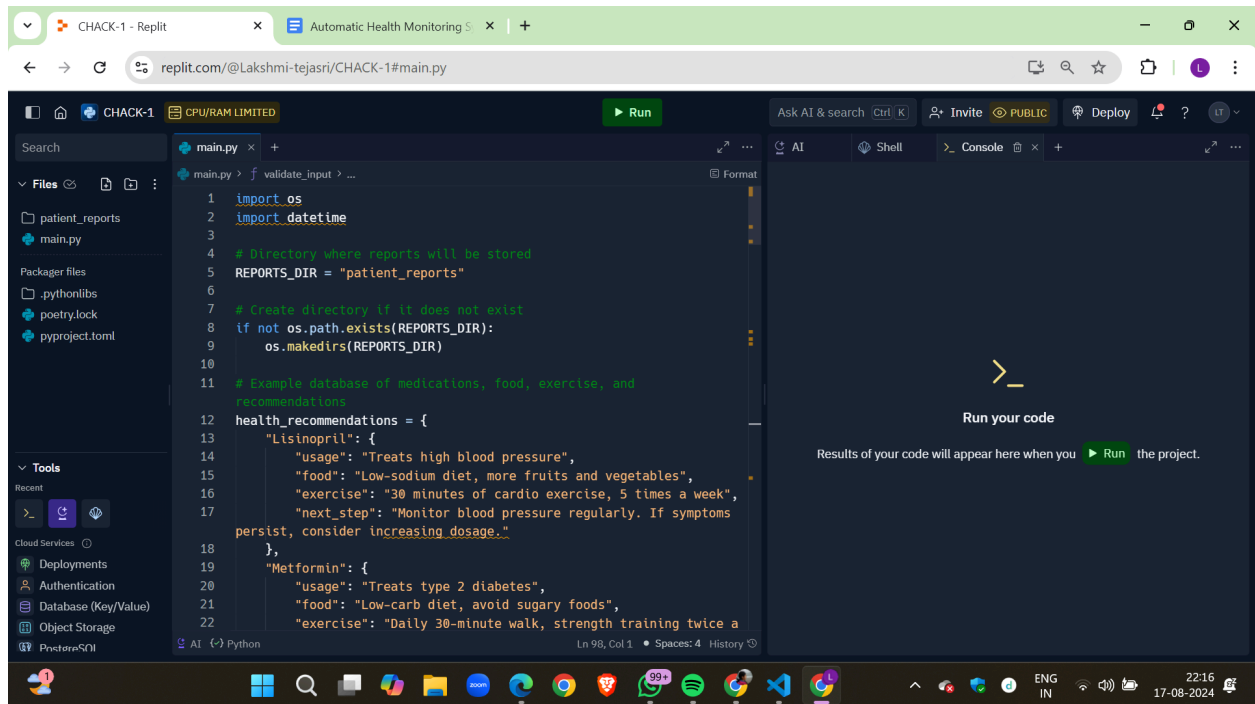 CHACK-1 - Replit
Automatic Health Monitoring S
replit.com/@Lakshmi-tejasri/CHACK-1#main.py
L
CHACK-1
CPU/RAM LIMITED
Run
Ask AI & search Ctrl K
Invite
PUBLIC
Deploy
?
LT
Search
main.py
AI
Shell
Console
Files
main.py > validate_input > ...
Format
patient_reports
main.py
Packager files
.pythonlibs
poetry.lock
pyproject.toml
1 import os
2 import datetime
3
4 # Directory where reports will be stored
5 REPORTS_DIR = "patient_reports"
6
7 # Create directory if it does not exist
8 if not os.path.exists(REPORTS_DIR):
9 os.makedirs(REPORTS_DIR)
10
11 # Example database of medications, food, exercise, and
recommendations
12 health_recommendations = {
13 "Lisinopril": {
14 "usage": "Treats high blood pressure",
15 "food": "Low-sodium diet, more fruits and vegetables",
16 "exercise": "30 minutes of cardio exercise, 5 times a week",
17 "next_step": "Monitor blood pressure regularly. If symptoms
persist, consider increasing dosage."
18 },
19 "Metformin": {
20 "usage": "Treats type 2 diabetes",
21 "food": "Low-carb diet, avoid sugary foods",
22 "exercise": "Daily 30-minute walk, strength training twice a
Run your code
Results of your code will appear here when you Run the project.
Tools
Recent
Cloud Services
Deployments
Authentication
Database (Key/Value)
Object Storage
PostgreSQL
AI
Python
Ln 98, Col 1
Spaces: 4
History
1
zoom
99+
L
ENG
IN
22:16
17-08-2024